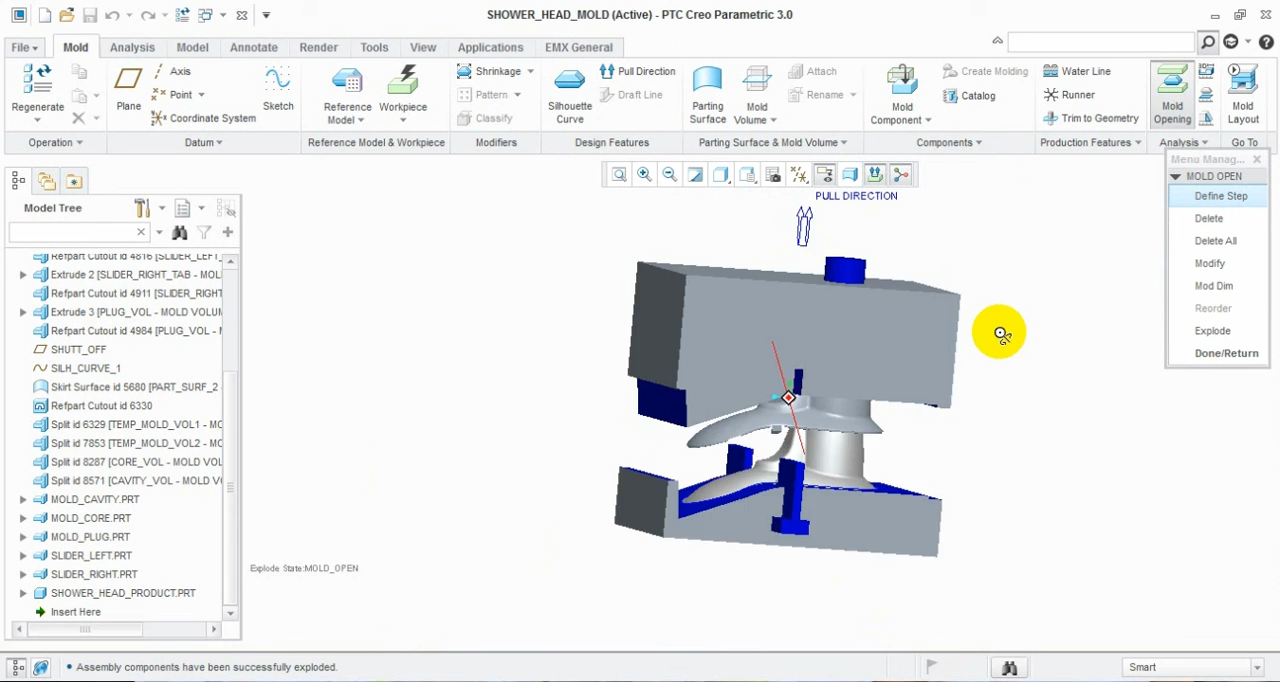 SHOWER_HEAD_MOLD (Active) - PTC Creo Parametric 3.0
File Mold Analysis Model Annotate Render Tools View Applications EMX General
Regenerate
Operation
Plane
Axis
Point
Coordinate System
Sketch
Datum
Reference Model
Workpiece
Reference Model & Workpiece
Shrinkage
Pattern
Classify
Modifiers
Silhouette Curve
Pull Direction
Draft Line
Design Features
Parting Surface
Mold Volume
Attach
Rename
Parting Surface & Mold Volume
Mold Component
Create Molding
Catalog
Components
Water Line
Runner
Trim to Geometry
Production Features
Mold Opening
Analysis
Mold Layout
Go To
Model Tree
Refpart Cutout id 4816 [SLIDER_LEFT_
Extrude 2 [SLIDER_RIGHT_TAB - MOL
Refpart Cutout id 4911 [SLIDER_RIGHT
Extrude 3 [PLUG_VOL - MOLD VOLUM
Refpart Cutout id 4984 [PLUG_VOL - M
SHUTT_OFF
SILH_CURVE_1
Skirt Surface id 5680 [PART_SURF_2 -
Refpart Cutout id 6330
Split id 6329 [TEMP_MOLD_VOL1 -
Split id 7853 [TEMP_MOLD_VOL2 -
Split id 8287 [CORE_VOL - MOLD VOL
Split id 8571 [CAVITY_VOL - MOLD V
MOLD_CAVITY.PRT
MOLD_CORE.PRT
MOLD_PLUG.PRT
SLIDER_LEFT.PRT
SLIDER_RIGHT.PRT
SHOWER_HEAD_PRODUCT.PRT
Insert Here
PULL DIRECTION
Explode State:MOLD_OPEN
Menu Manag...
MOLD OPEN
Define Step
Delete
Delete All
Modify
Mod Dim
Reorder
Explode
Done/Return
• Assembly components have been successfully exploded.
Smart